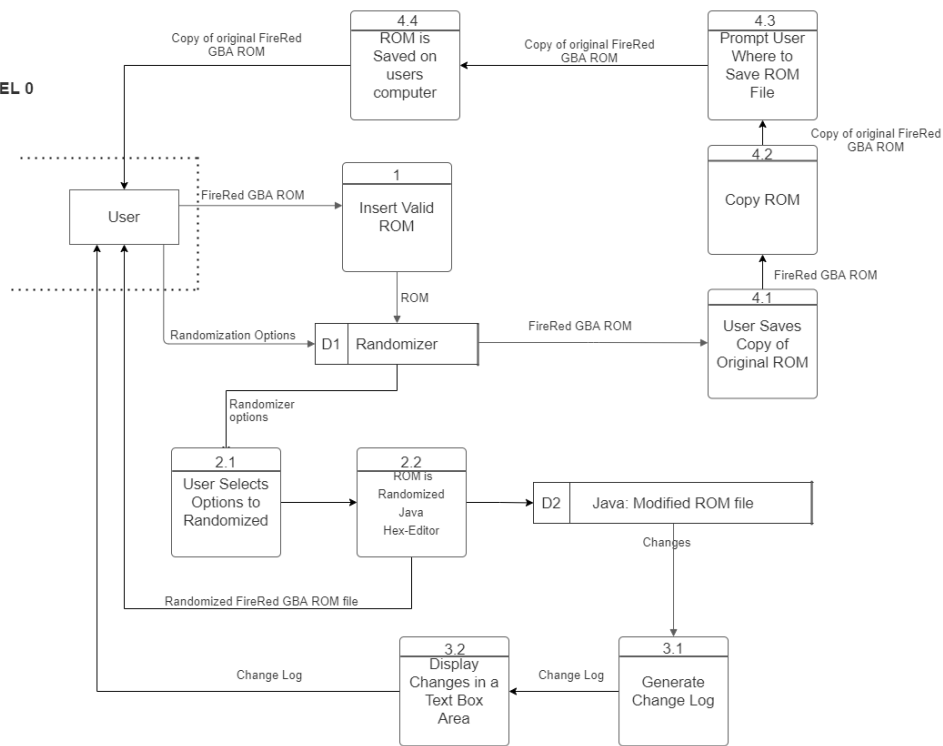 4.4
ROM is
Saved on
users
computer
4.3
Prompt User
Where to
Save ROM
File
Copy of original FireRed
GBA ROM
Copy of original FireRed
GBA ROM
EL 0
Copy of original FireRed
GBA ROM
4.2
Copy ROM
1
Insert Valid
ROM
FireRed GBA ROM
User
FireRed GBA ROM
4.1
User Saves
Copy of
Original ROM
ROM
Randomization Options
D1
Randomizer
FireRed GBA ROM
Randomizer
options
2.1
User Selects
Options to
Randomized
2.2
ROM is
Randomized
Java
Hex-Editor
D2
Java: Modified ROM file
Changes
Randomized FireRed GBA ROM file
3.2
Display
Changes in a
Text Box
Area
3.1
Generate
Change Log
Change Log
Change Log